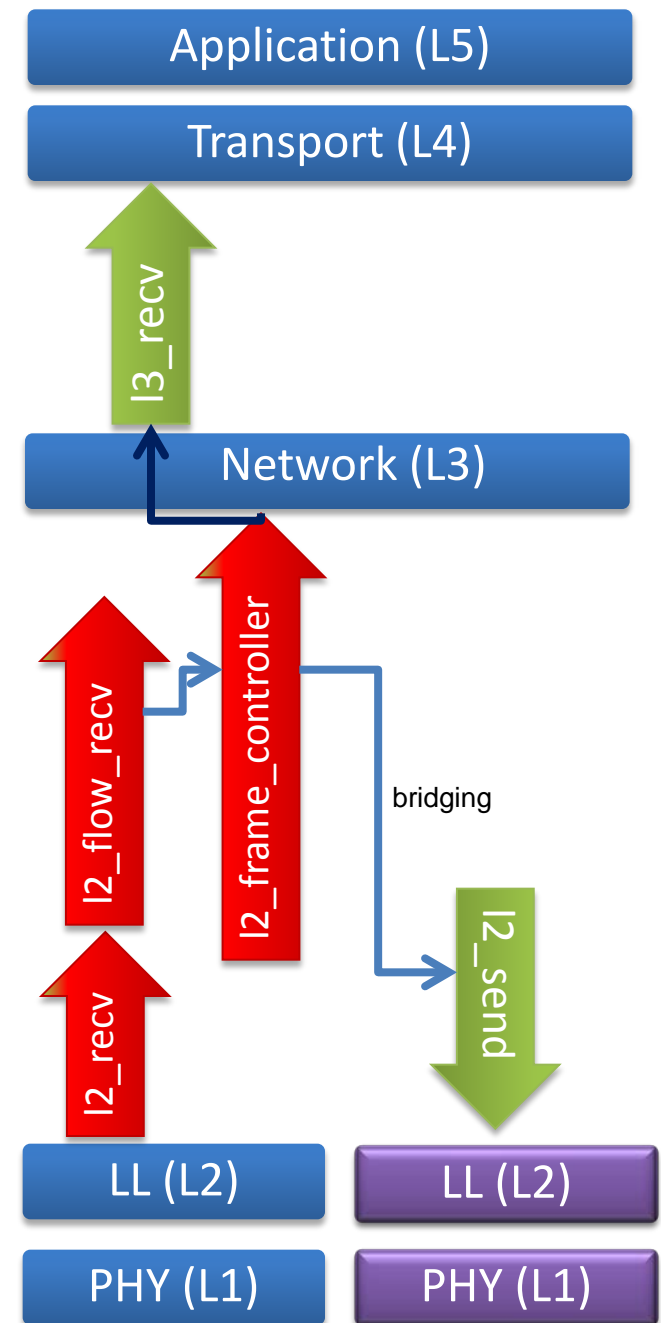 Application (L5)
Transport (L4)
l3_recv
Network (L3)
l2_flow_recv
l2_frame_controller
bridging
l2_recv
l2_send
LL (L2)
LL (L2)
PHY (L1)
PHY (L1)